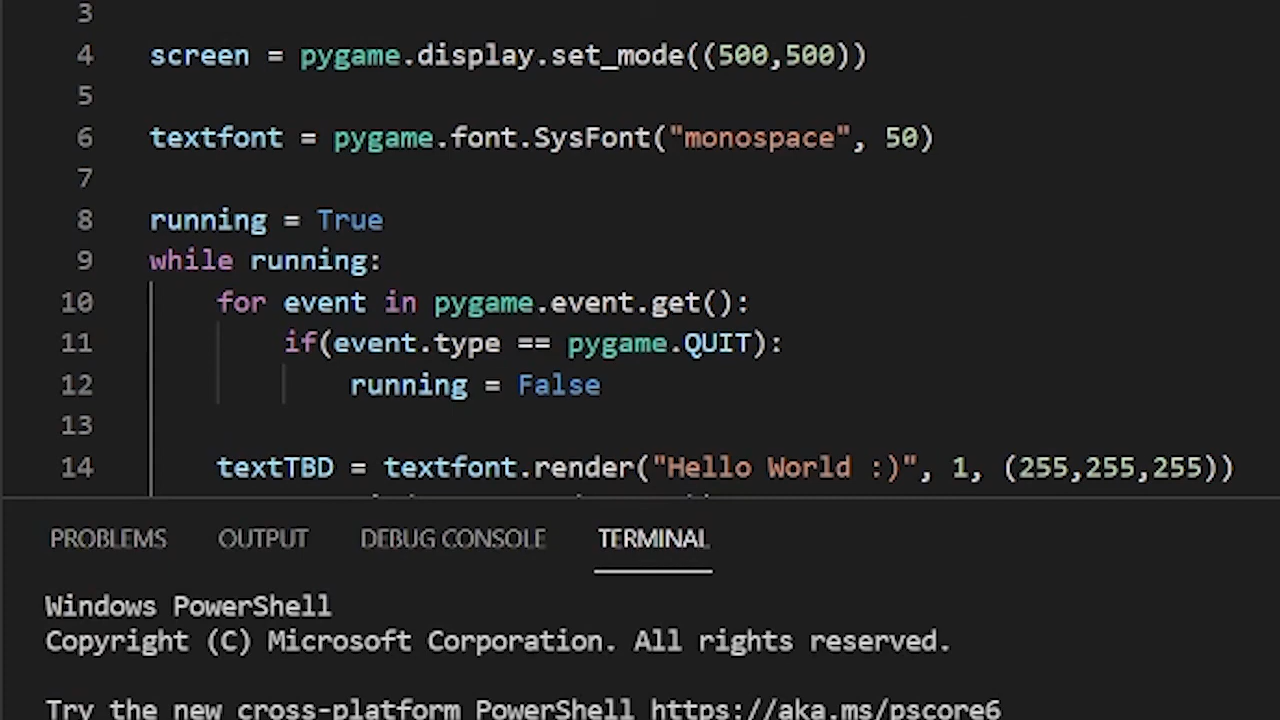 3
4 screen = pygame.display.set_mode((500,500))
5
6 textfont = pygame.font.SysFont("monospace", 50)
7
8 running = True
9 while running:
10 for event in pygame.event.get():
11 if(event.type == pygame.QUIT):
12 running = False
13
14 textTBD = textfont.render("Hello World :)", 1, (255,255,255))
PROBLEMS OUTPUT DEBUG CONSOLE TERMINAL
Windows PowerShell
Copyright (C) Microsoft Corporation. All rights reserved.
Try the new cross-platform PowerShell https://aka.ms/pscore6